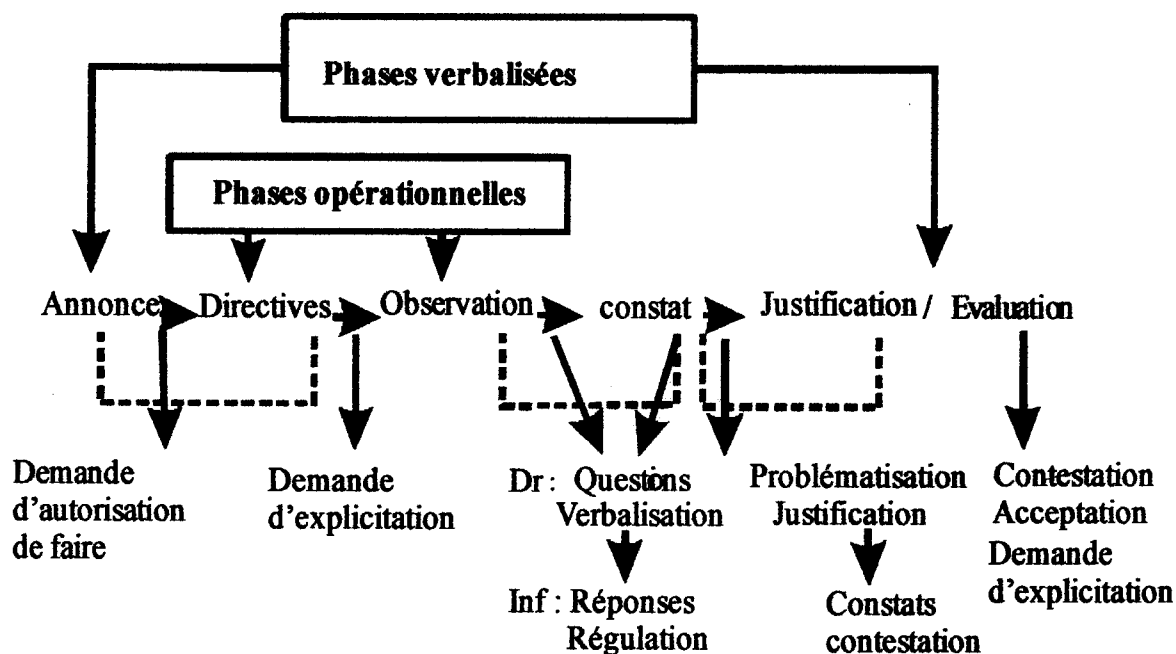 Phases verbalisées
Phases opérationnelles
Annonce Directives Observation constat Justification / Evaluation
Demande
d'autorisation
de faire
Demande
d'explicitation
Dr : Questions
Verbalisation
Inf : Réponses
Régulation
Problématisation
Justification
Constats
contestation
Contestation
Acceptation
Demande
d'explicitation